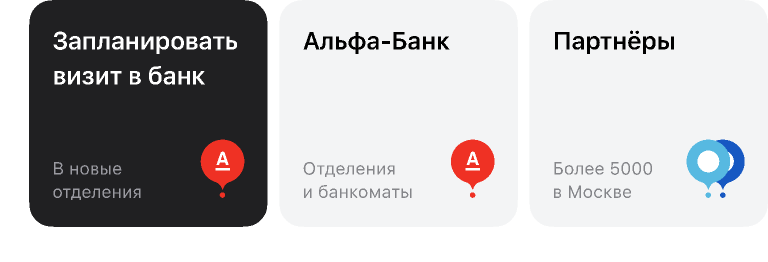 Запланировать
визит в банк
В новые
отделения
А
Альфа-Банк
Отделения
и банкоматы
А
Партнёры
Более 5000
в Москве